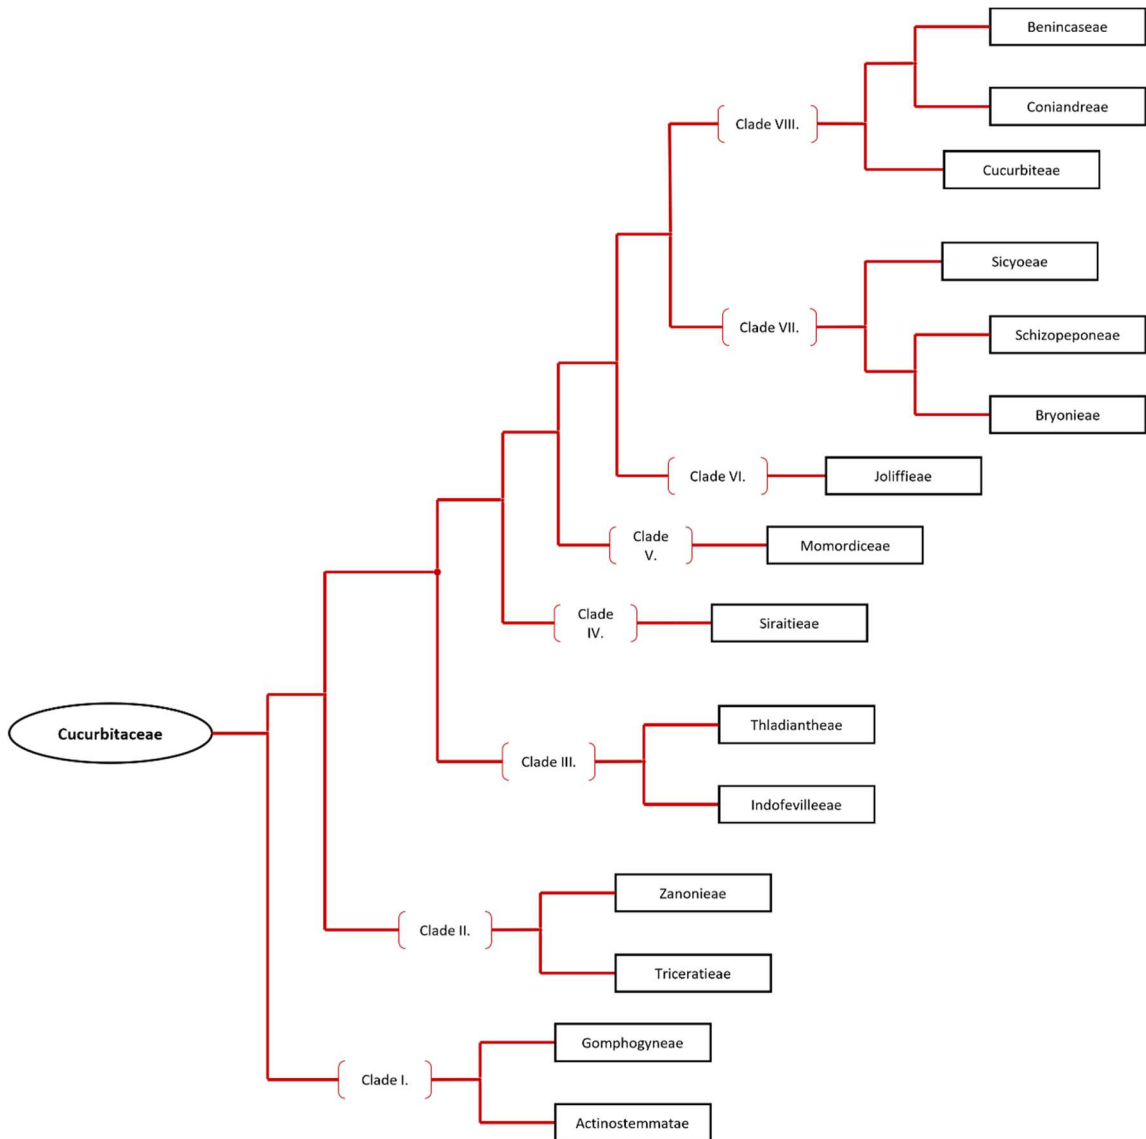 Benincaseae
Coniandreae
Clade VIII.
Cucurbiteae
Sicyoeae
Clade VII.
Schizopeponeae
Bryonieae
Clade VI.
Joliffieae
Clade
V.
Momordiceae
Clade
IV.
Siraitieae
Cucurbitaceae
Thladiantheae
Clade III.
Indofevilleeae
Zanonieae
Clade II.
Triceratieae
Gomphogyneae
Clade I.
Actinostemmatae